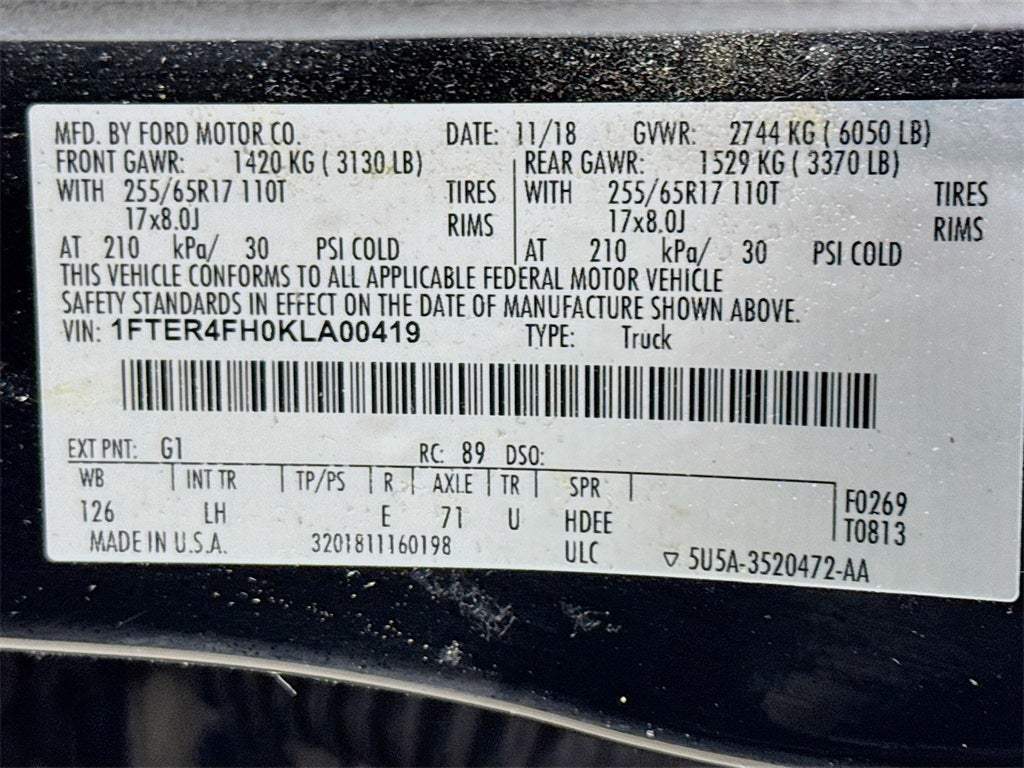 MFD. BY FORD MOTOR CO. DATE: 11/18 GVWR: 2744 KG ( 6050 LB)
FRONT GAWR: 1420 KG ( 3130 LB) REAR GAWR: 1529 KG ( 3370 LB)
WITH 255/65R17 110T TIRES WITH 255/65R17 110T TIRES
17x8.0J RIMS 17x8.0J RIMS
AT 210 kPa/ 30 PSI COLD AT 210 kPa/ 30 PSI COLD
THIS VEHICLE CONFORMS TO ALL APPLICABLE FEDERAL MOTOR VEHICLE
SAFETY STANDARDS IN EFFECT ON THE DATE OF MANUFACTURE SHOWN ABOVE.
VIN: 1FTER4FH0KLA00419 TYPE: Truck
EXT PNT: G1 RC: 89 DSO:
WB INT TR TP/PS R AXLE TR SPR
126 LH E 71 U HDEE F0269
T0813
MADE IN U.S.A. 3201811160198 ULC ▽ 5U5A-3520472-AA